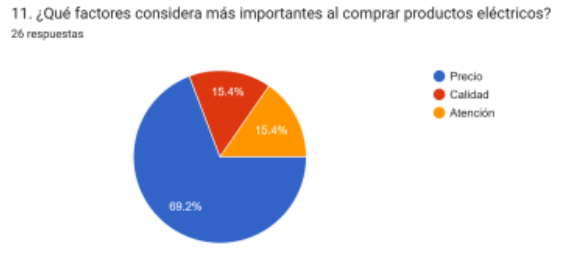 11. ¿Qué factores considera más importantes al comprar productos eléctricos?
26 respuestas
Precio
Calidad
Atención
15.4%
15.4%
69.2%